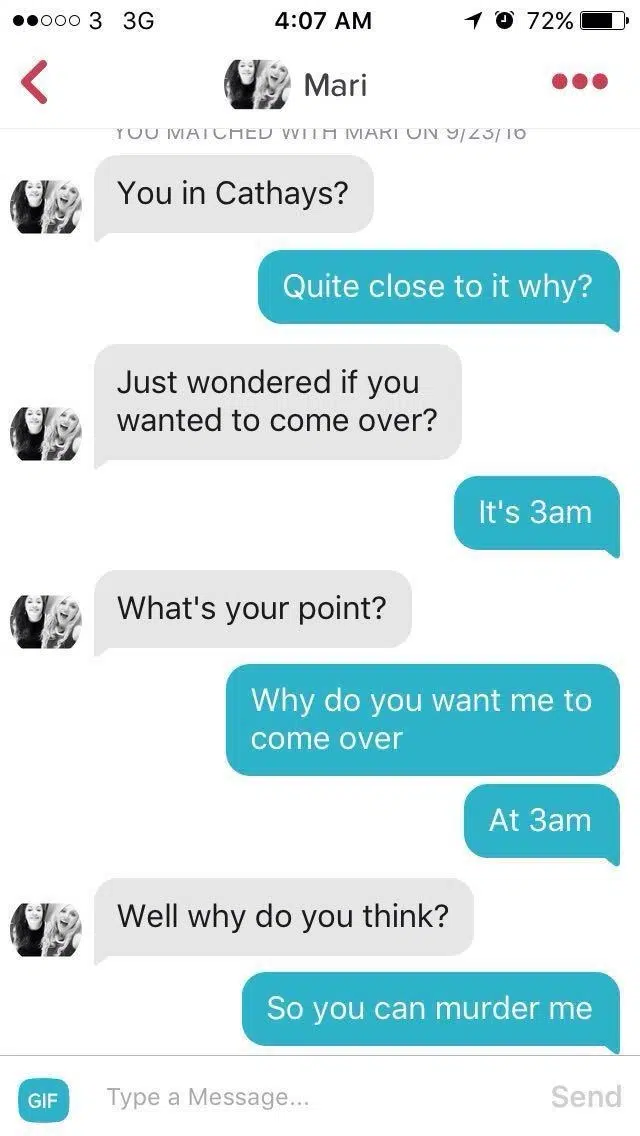 3 3G 4:07 AM 72%
Mari
YOU MATCHED WITH MARI ON 9/23/16
You in Cathays?
Quite close to it why?
Just wondered if you
wanted to come over?
It's 3am
What's your point?
Why do you want me to
come over
At 3am
Well why do you think?
So you can murder me
GIF Type a Message... Send